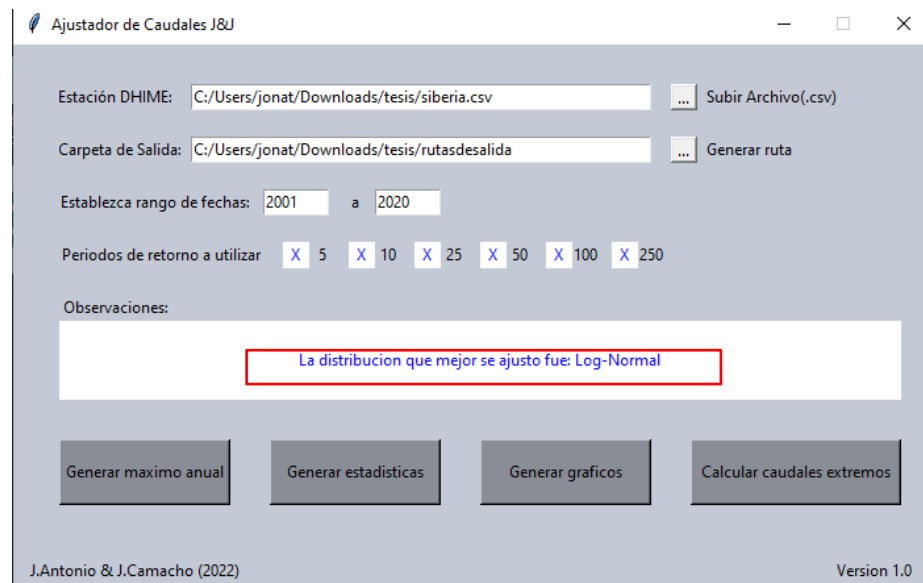 Ajustador de Caudales J&J
Estación DHIME: C:/Users/jonat/Downloads/tesis/siberia.csv ... Subir Archivo(.csv)
Carpeta de Salida: C:/Users/jonat/Downloads/tesis/rutasdesalida ... Generar ruta
Establezca rango de fechas: 2001 a 2020
Periodos de retorno a utilizar X 5 X 10 X 25 X 50 X 100 X 250
Observaciones:
La distribucion que mejor se ajusto fue: Log-Normal
Generar maximo anual Generar estadisticas Generar graficos Calcular caudales extremos
J.Antonio & J.Camacho (2022) Version 1.0